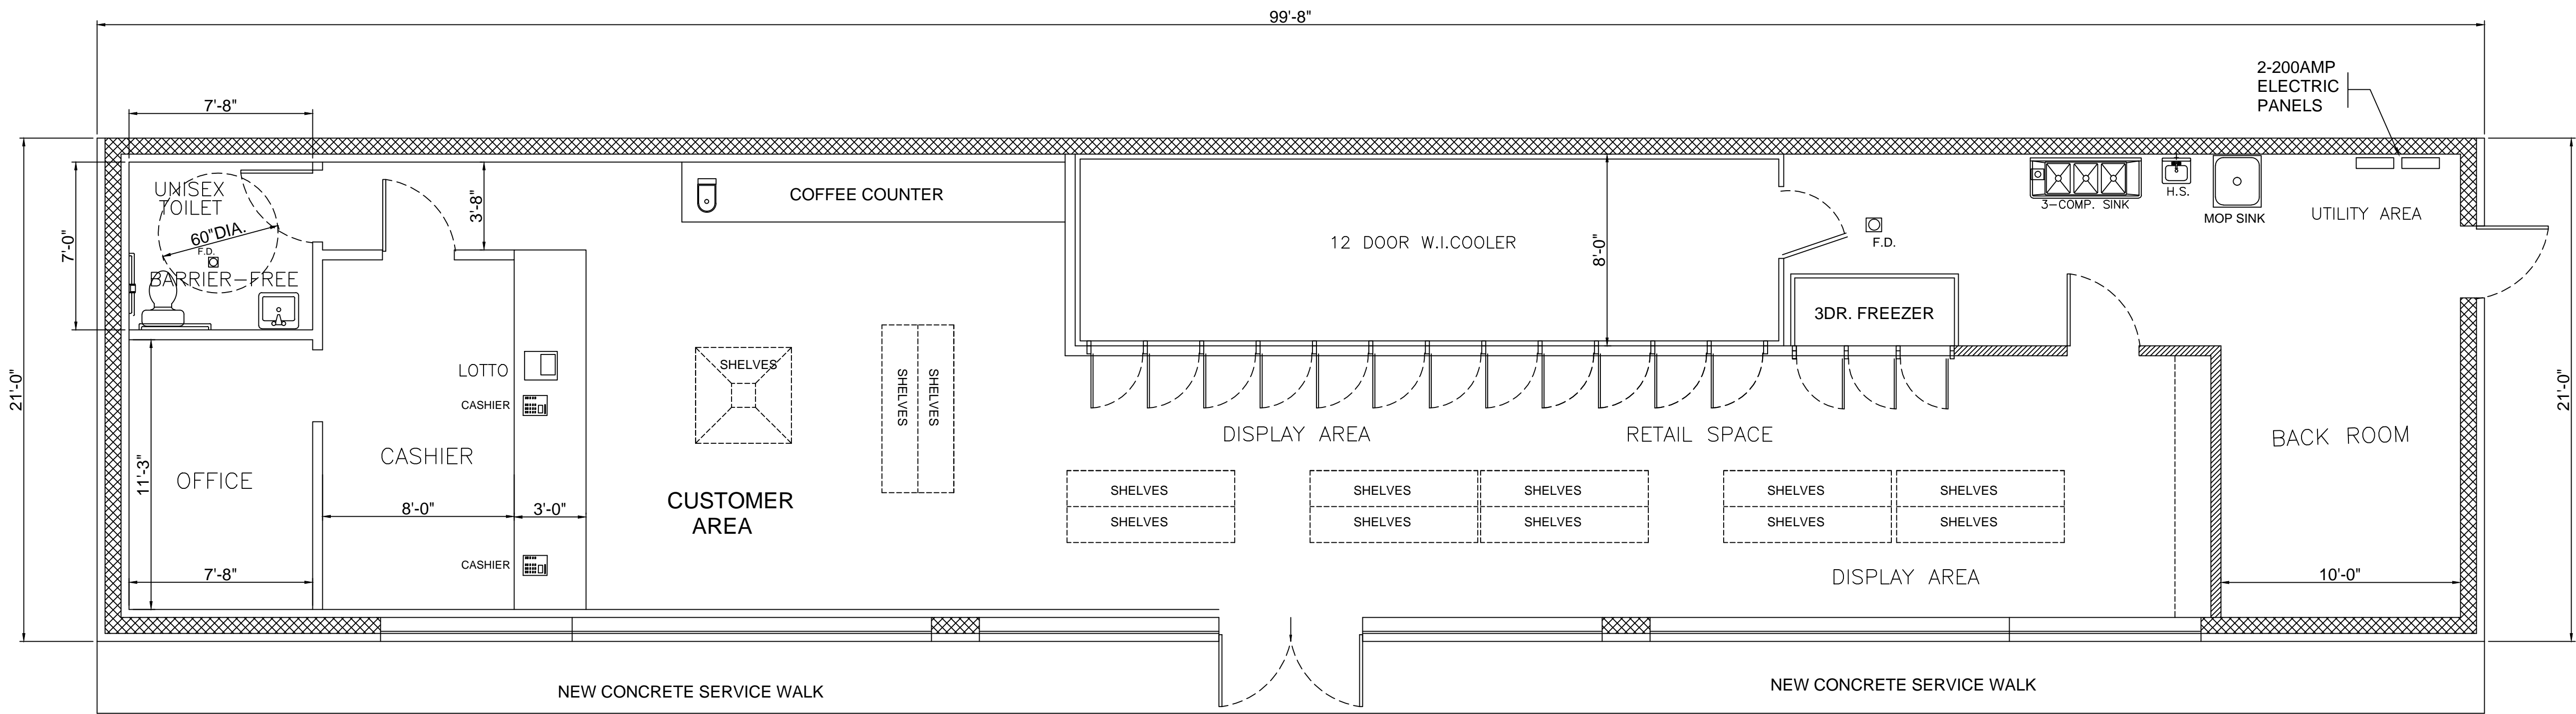 99'-8"
2-200AMP
ELECTRIC
PANELS
7'-8"
UNISEX
TOILET
60"DIA.
F.D.
BARRIER-FREE
7'-0"
3'-8"
COFFEE COUNTER
12 DOOR W.I.COOLER
8'-0"
F.D.
3-COMP. SINK
H.S.
MOP SINK
UTILITY AREA
3DR. FREEZER
21'-0"
21'-0"
LOTTO
CASHIER
SHELVES
SHELVES
SHELVES
DISPLAY AREA
RETAIL SPACE
BACK ROOM
11'-3"
OFFICE
CASHIER
CUSTOMER
AREA
8'-0"
3'-0"
SHELVES
SHELVES
SHELVES
SHELVES
SHELVES
SHELVES
SHELVES
SHELVES
SHELVES
SHELVES
7'-8"
CASHIER
DISPLAY AREA
10'-0"
NEW CONCRETE SERVICE WALK
NEW CONCRETE SERVICE WALK